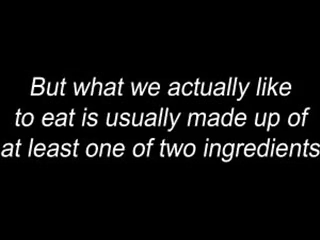 But what we actually like
to eat is usually made up of
at least one of two ingredients